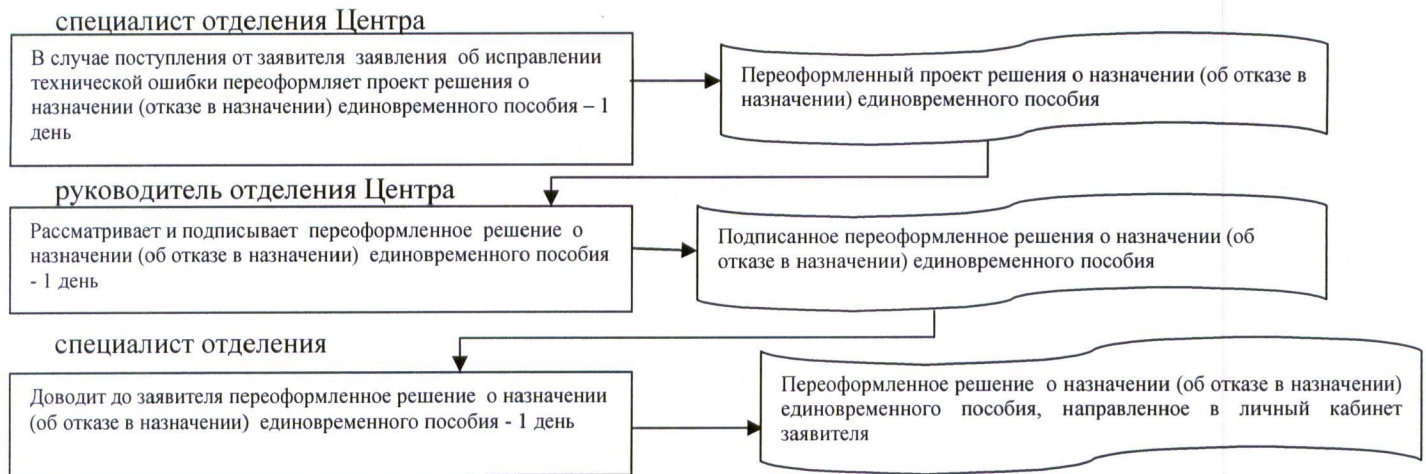 специалист отделения Центра
В случае поступления от заявителя заявления об исправлении
технической ошибки переоформляет проект решения о
назначении (отказе в назначении) единовременного пособия – 1
день
Переоформленный проект решения о назначении (об отказе в
назначении) единовременного пособия
руководитель отделения Центра
Рассматривает и подписывает переоформленное решение о
назначении (об отказе в назначении) единовременного пособия
- 1 день
Подписанное переоформленное решения о назначении (об
отказе в назначении) единовременного пособия
специалист отделения
Доводит до заявителя переоформленное решение о назначении
(об отказе в назначении) единовременного пособия - 1 день
Переоформленное решение о назначении (об отказе в назначении)
единовременного пособия, направленное в личный кабинет
заявителя